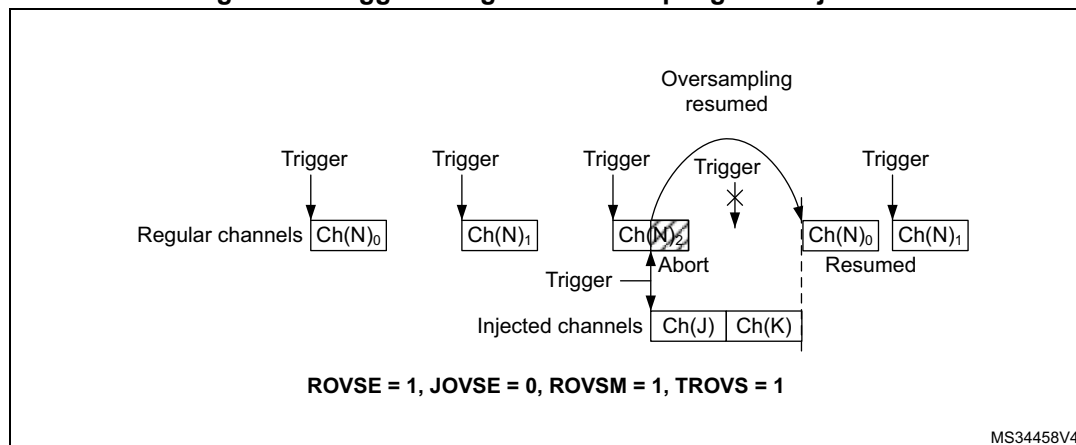 Oversampling
resumed
Trigger Trigger Trigger Trigger Trigger
Regular channels Ch(N)₀ Ch(N)₁ Ch(N)₂ Ch(N)₀ Ch(N)₁
Abort Resumed
Trigger
Injected channels Ch(J) Ch(K)
ROVSE = 1, JOVSE = 0, ROVSM = 1, TROVS = 1
MS34458V4